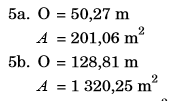 5a. O = 50,27 m
A = 201,06 m²
5b. O = 128,81 m
A = 1 320,25 m²